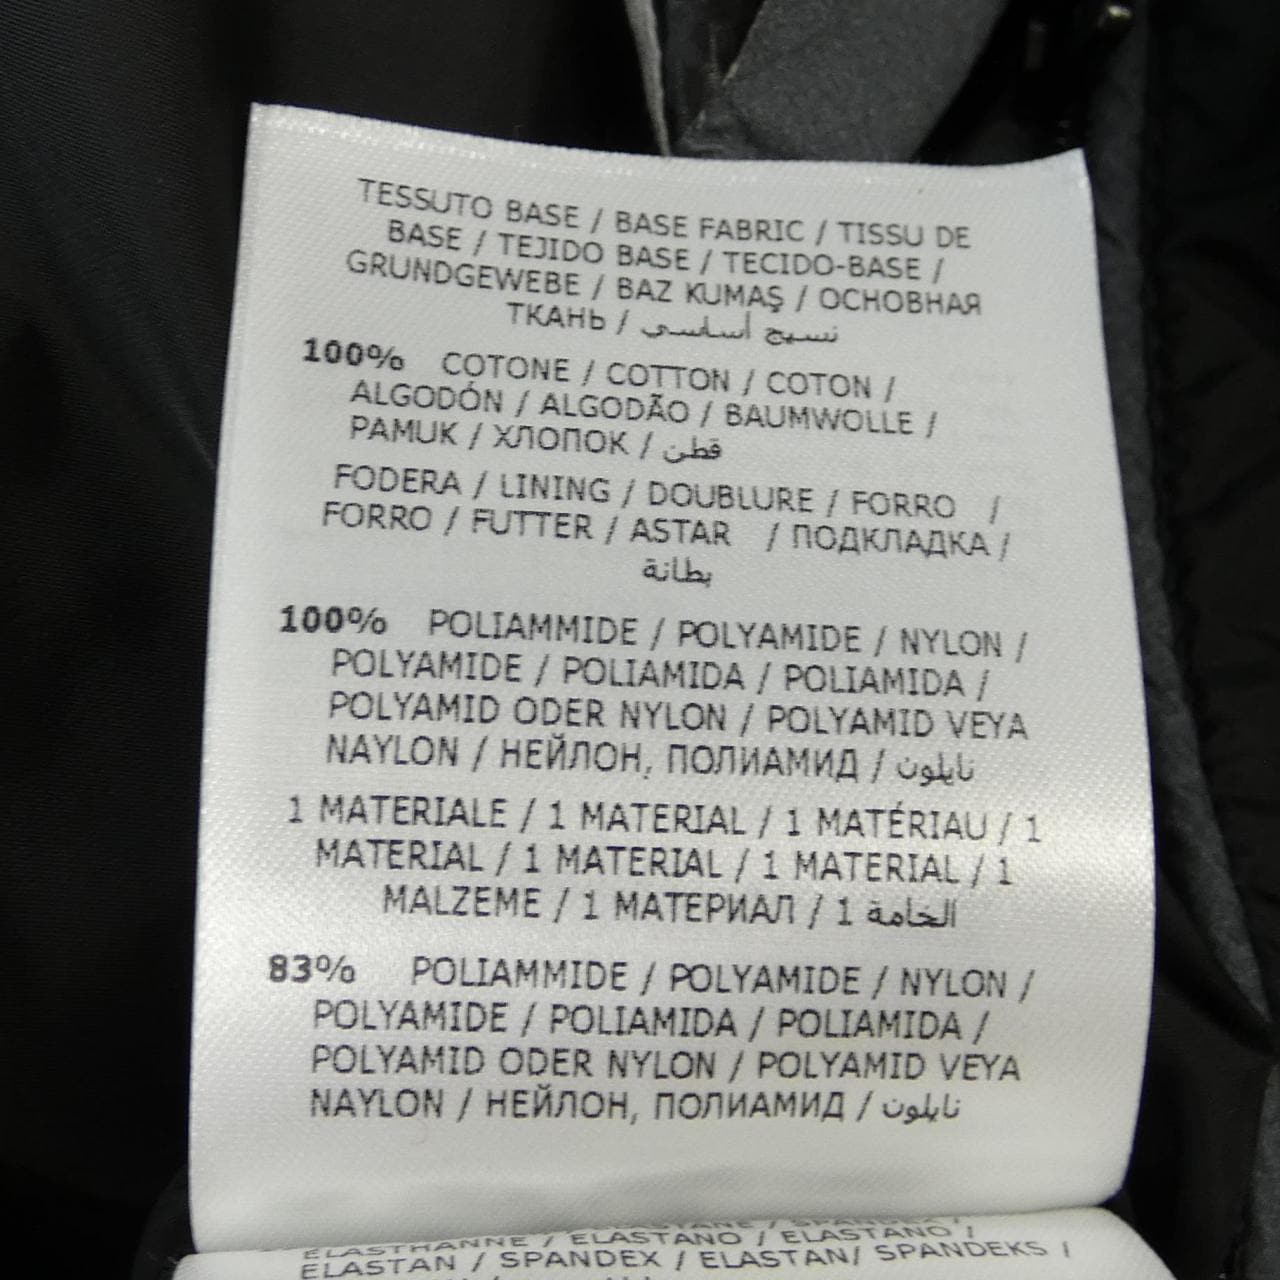 TESSUTO BASE / BASE FABRIC / TISSU DE
BASE / TEJIDO BASE / TECIDO-BASE /
GRUNDGEWEBE / BAZ KUMAŞ / ОСНОВНАЯ
ТКАНЬ / نسيج أساسي
100% COTONE / COTTON / COTON /
ALGODÓN / ALGODÃO / BAUMWOLLE /
PAMUK / ХЛОПОК / قطن
FODERA / LINING / DOUBLURE / FORRO /
FORRO / FUTTER / ASTAR / ПОДКЛАДКА /
بطانة
100% POLIAMMIDE / POLYAMIDE / NYLON /
POLYAMIDE / POLIAMIDA / POLIAMIDA /
POLYAMID ODER NYLON / POLYAMID VEYA
NAYLON / НЕЙЛОН, ПОЛИАМИД / نايلون
1 MATERIALE / 1 MATERIAL / 1 MATÉRIAU / 1
MATERIAL / 1 MATERIAL / 1 MATERIAL / 1
MALZEME / 1 МАТЕРИАЛ / 1 الخامة
83% POLIAMMIDE / POLYAMIDE / NYLON /
POLYAMIDE / POLIAMIDA / POLIAMIDA /
POLYAMID ODER NYLON / POLYAMID VEYA
NAYLON / НЕЙЛОН, ПОЛИАМИД / نايلون
ELASTHANNE / ELASTANO / ELASTANO /
ELASTAN / SPANDEX / ELASTAN/ SPANDEKS /